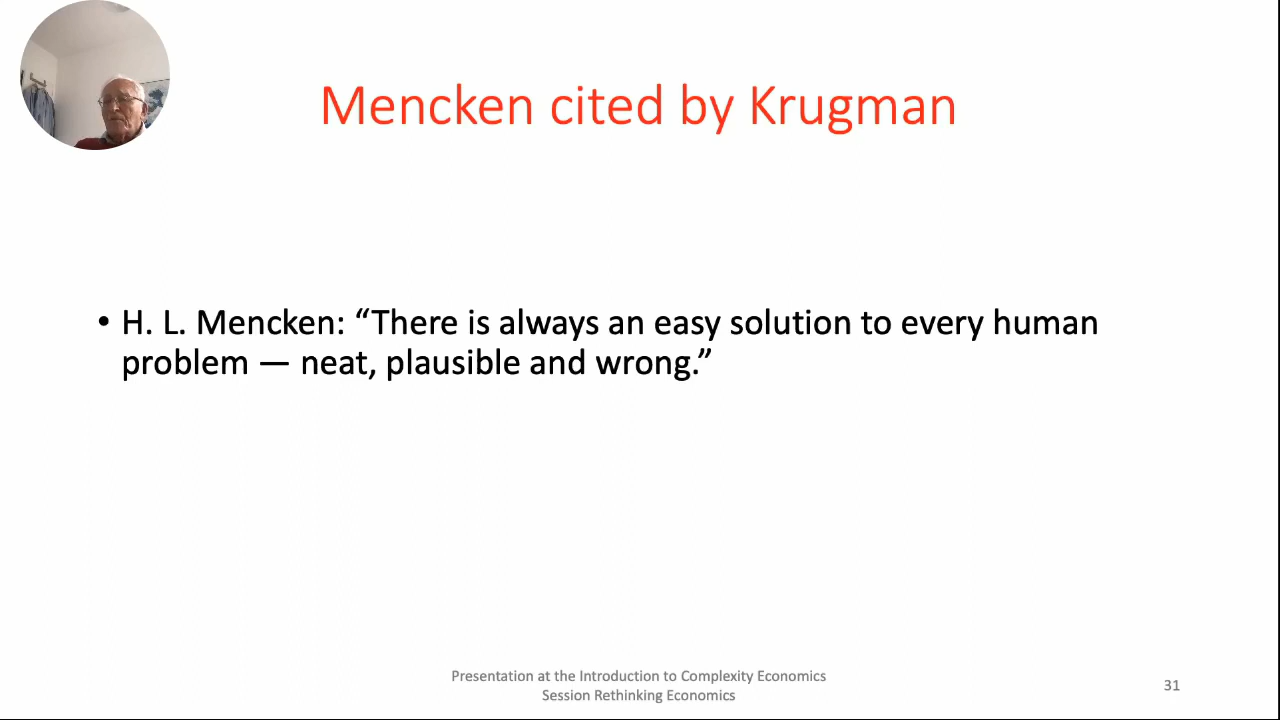 Mencken cited by Krugman
• H. L. Mencken: “There is always an easy solution to every human
problem — neat, plausible and wrong.”
Presentation at the Introduction to Complexity Economics
Session Rethinking Economics
31